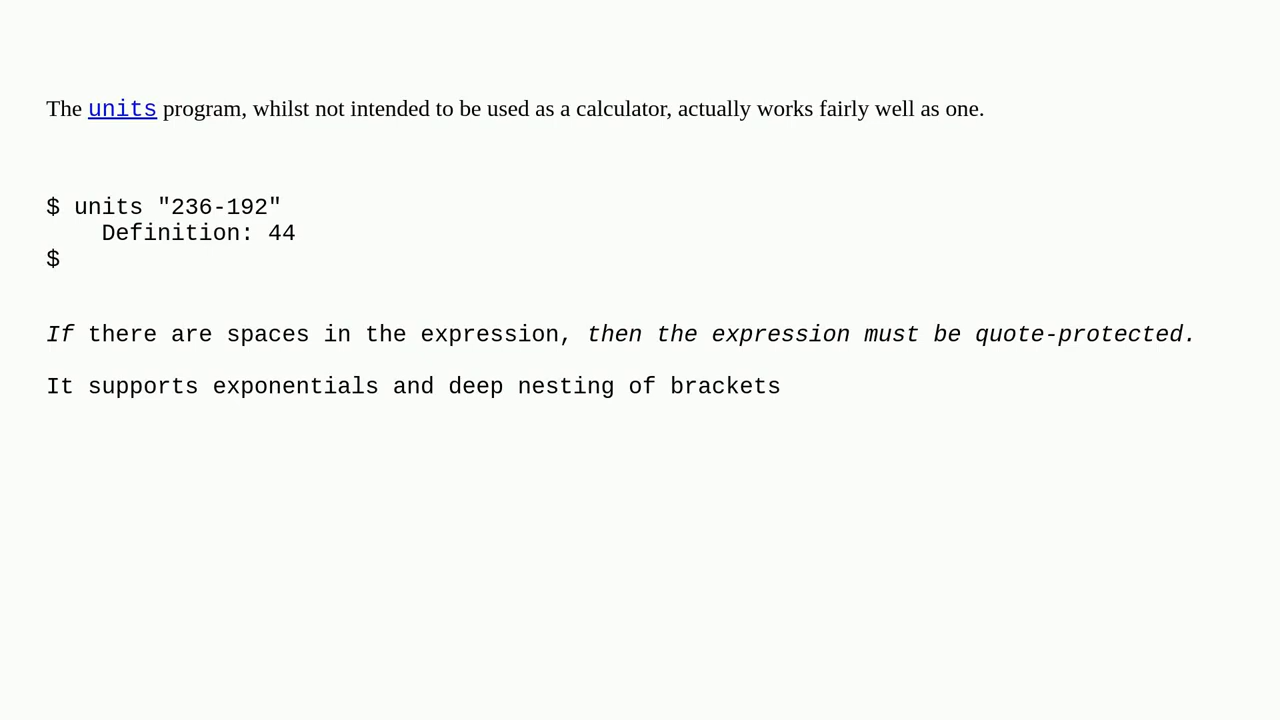 The units program, whilst not intended to be used as a calculator, actually works fairly well as one.
$ units "236-192"
Definition: 44
$
If there are spaces in the expression, then the expression must be quote-protected.
It supports exponentials and deep nesting of brackets